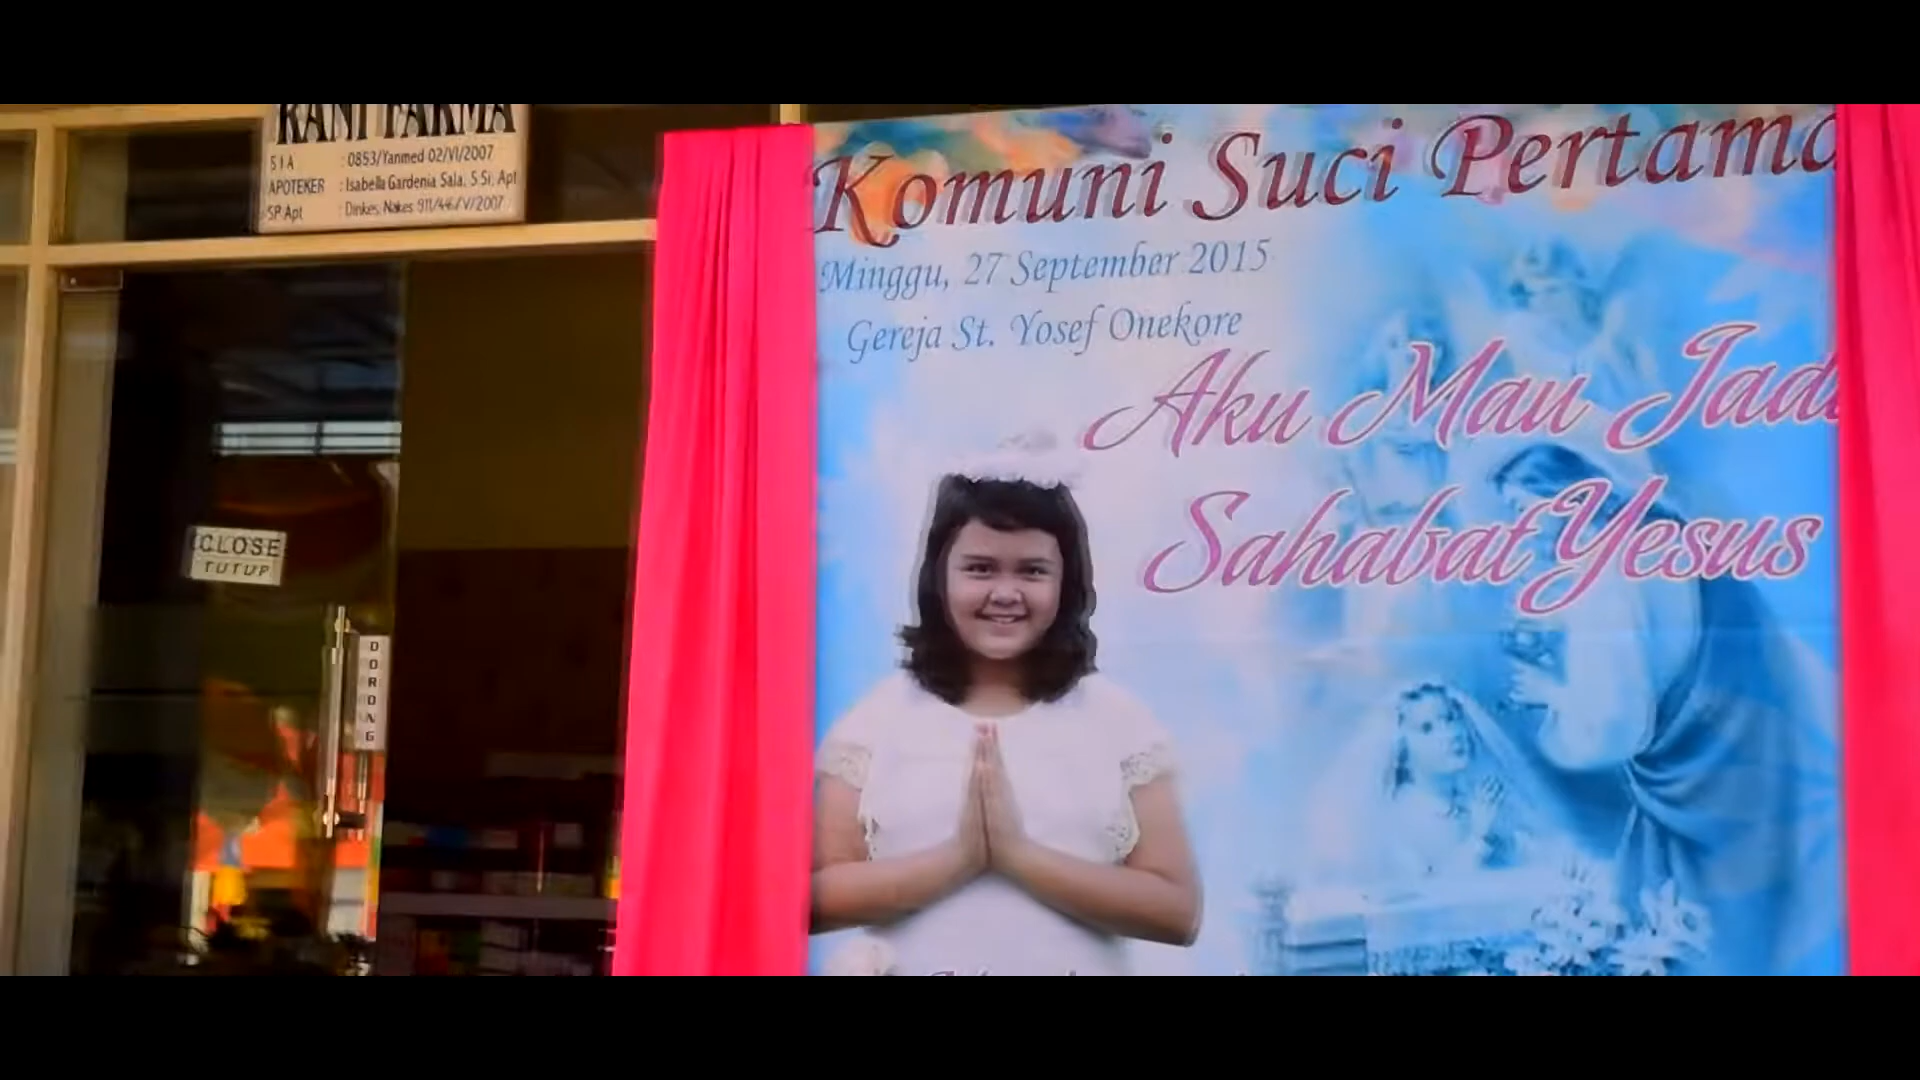 RANI FARMA
S I A : 0853/Yanmed 02/VI/2007
APOTEKER : Isabella Gardenia Sala, S.Si, Apt
SP.Apt : Dinkes, Nakes 911/446/V/2007
CLOSE
TUTUP
DORONG
Komuni Suci Pertama
Minggu, 27 September 2015
Gereja St. Yosef Onekore
Aku Mau Jadi
Sahabat Yesus